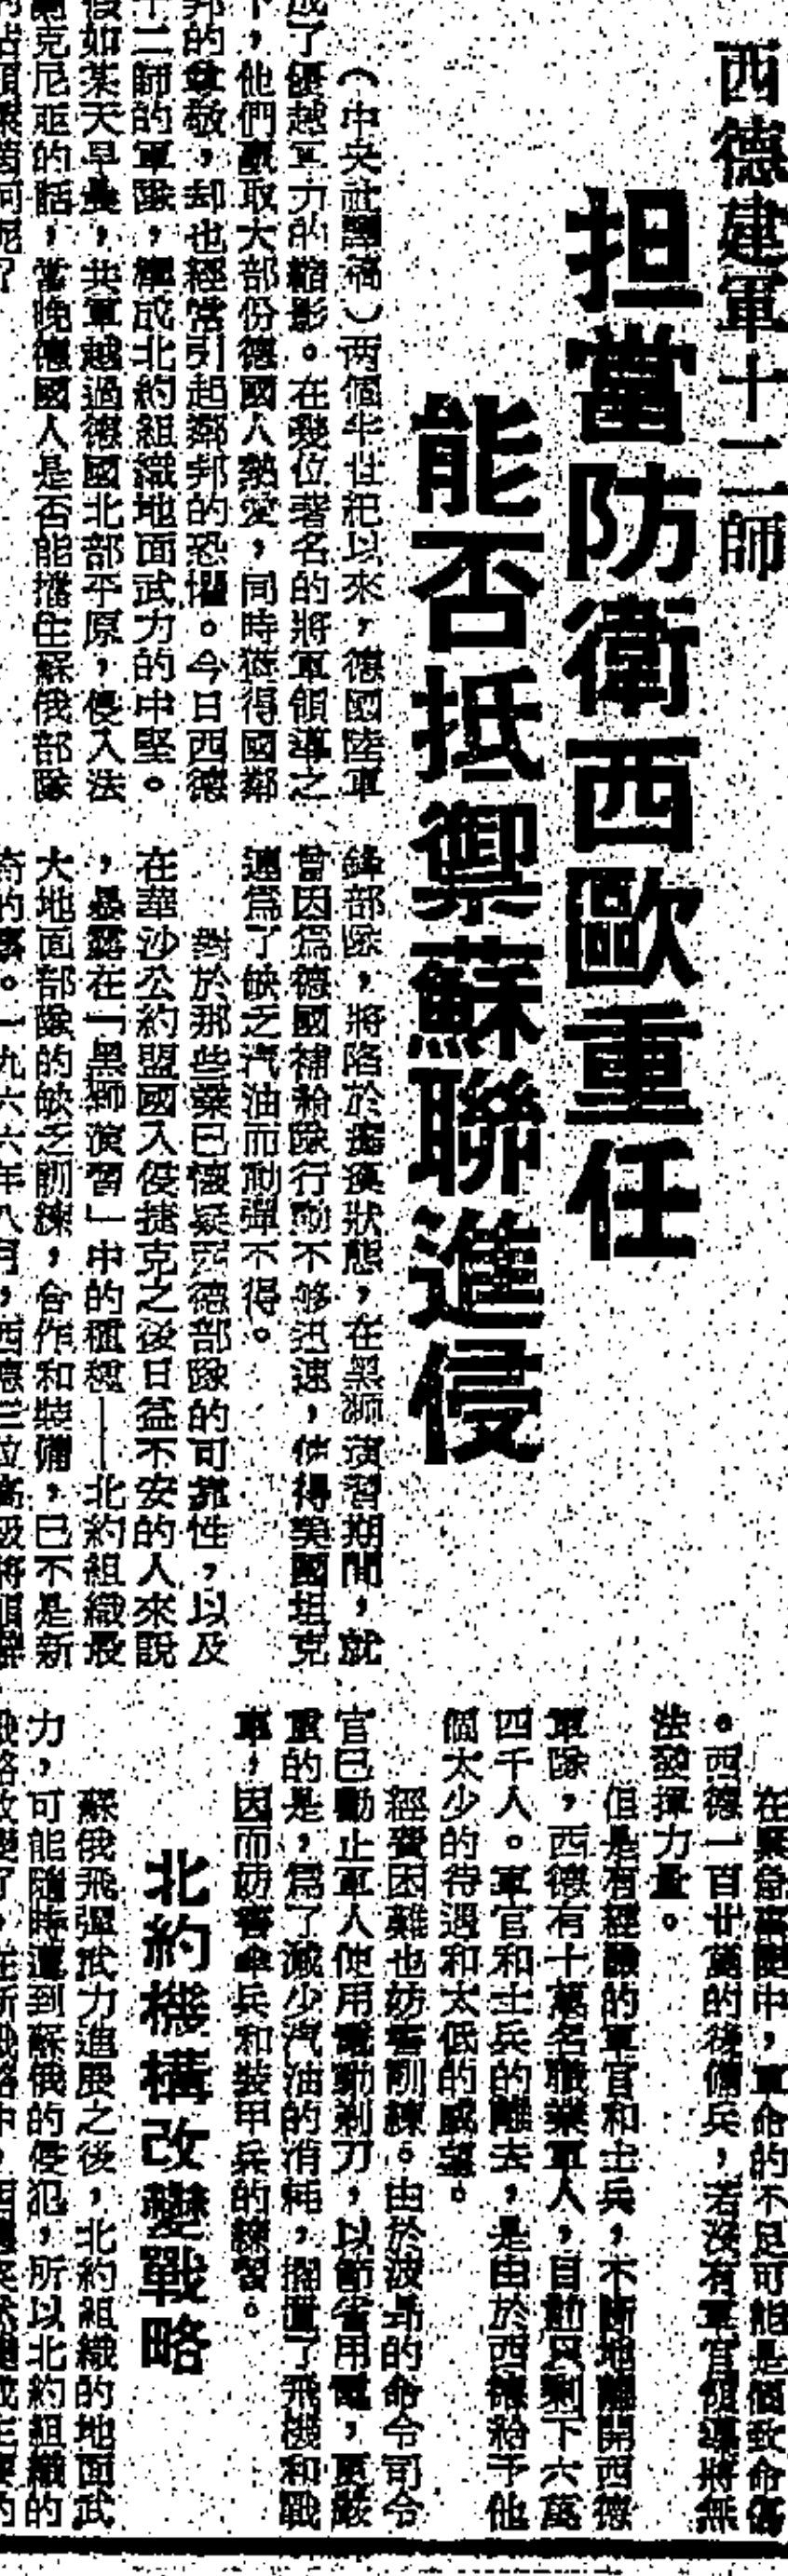 西德建軍十二師
担當防衛西歐重任
能否抵禦蘇聯進侵
（中央社譯稿）两個半世紀以來，德國陸軍
成了優越軍力的縮影。在幾位著名的將軍領導之
下，他們贏取大部份德國人熱愛，同時獲得國鄰
邦的尊敬，却也經常引起鄰邦的恐懼。今日西德
十二師的軍隊，構成北約組織地面武力的中堅。
假如某天早晨，共軍越過德國北部平原，侵入法
克尼亞的話，當晚德國人是否能擋住蘇俄部隊
鋒部隊，將陷於癱瘓狀態，在黑獅演習期間，就
曾因為德國補給隊行動不够迅速，使得美國坦克
連為了缺乏汽油而動彈不得。
對於那些業已懷疑西德部隊的可靠性，以及
在華沙公約盟國入侵捷克之後日益不安的人來說
，暴露在「黑獅演習」中的種種——北約組織最
大地面部隊的缺乏訓練，合作和裝備，已不是新
奇的事。一九六六年八月，西德三位高級將領
在緊急事件中，軍命的不足可能是個致命傷
。西德一百廿萬的後備兵，若沒有軍官領導將無
法發揮力量。
但是有經驗的軍官和士兵，不斷地離開西德
軍隊，西德有十萬名職業軍人，目前只剩下六萬
四千人。軍官和士兵的離去，是由於西德給予他
個太少的待遇和太低的威望。
經費困難也妨害訓練。由於波昂的命令司令
官已勸止軍人使用電動剃刀，以節省用電，更嚴
重的是，為了減少汽油的消耗，擱置了飛機和戰
車，因而妨害傘兵和裝甲兵的練習。
北約機構改變戰略
蘇俄飛彈武力進展之後，北約組織的地面武
力，可能隨時遭到蘇俄的侵犯，所以北約組織的